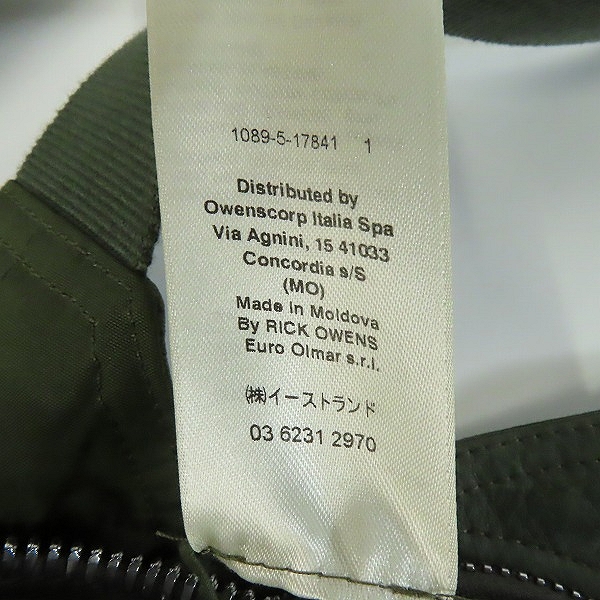 1089-5-17841 1
Distributed by
Owenscorp Italia Spa
Via Agnini, 15 41033
Concordia s/S
(MO)
Made in Moldova
By RICK OWENS
Euro Olmar s.r.l.
㈱イーストランド
03 6231 2970